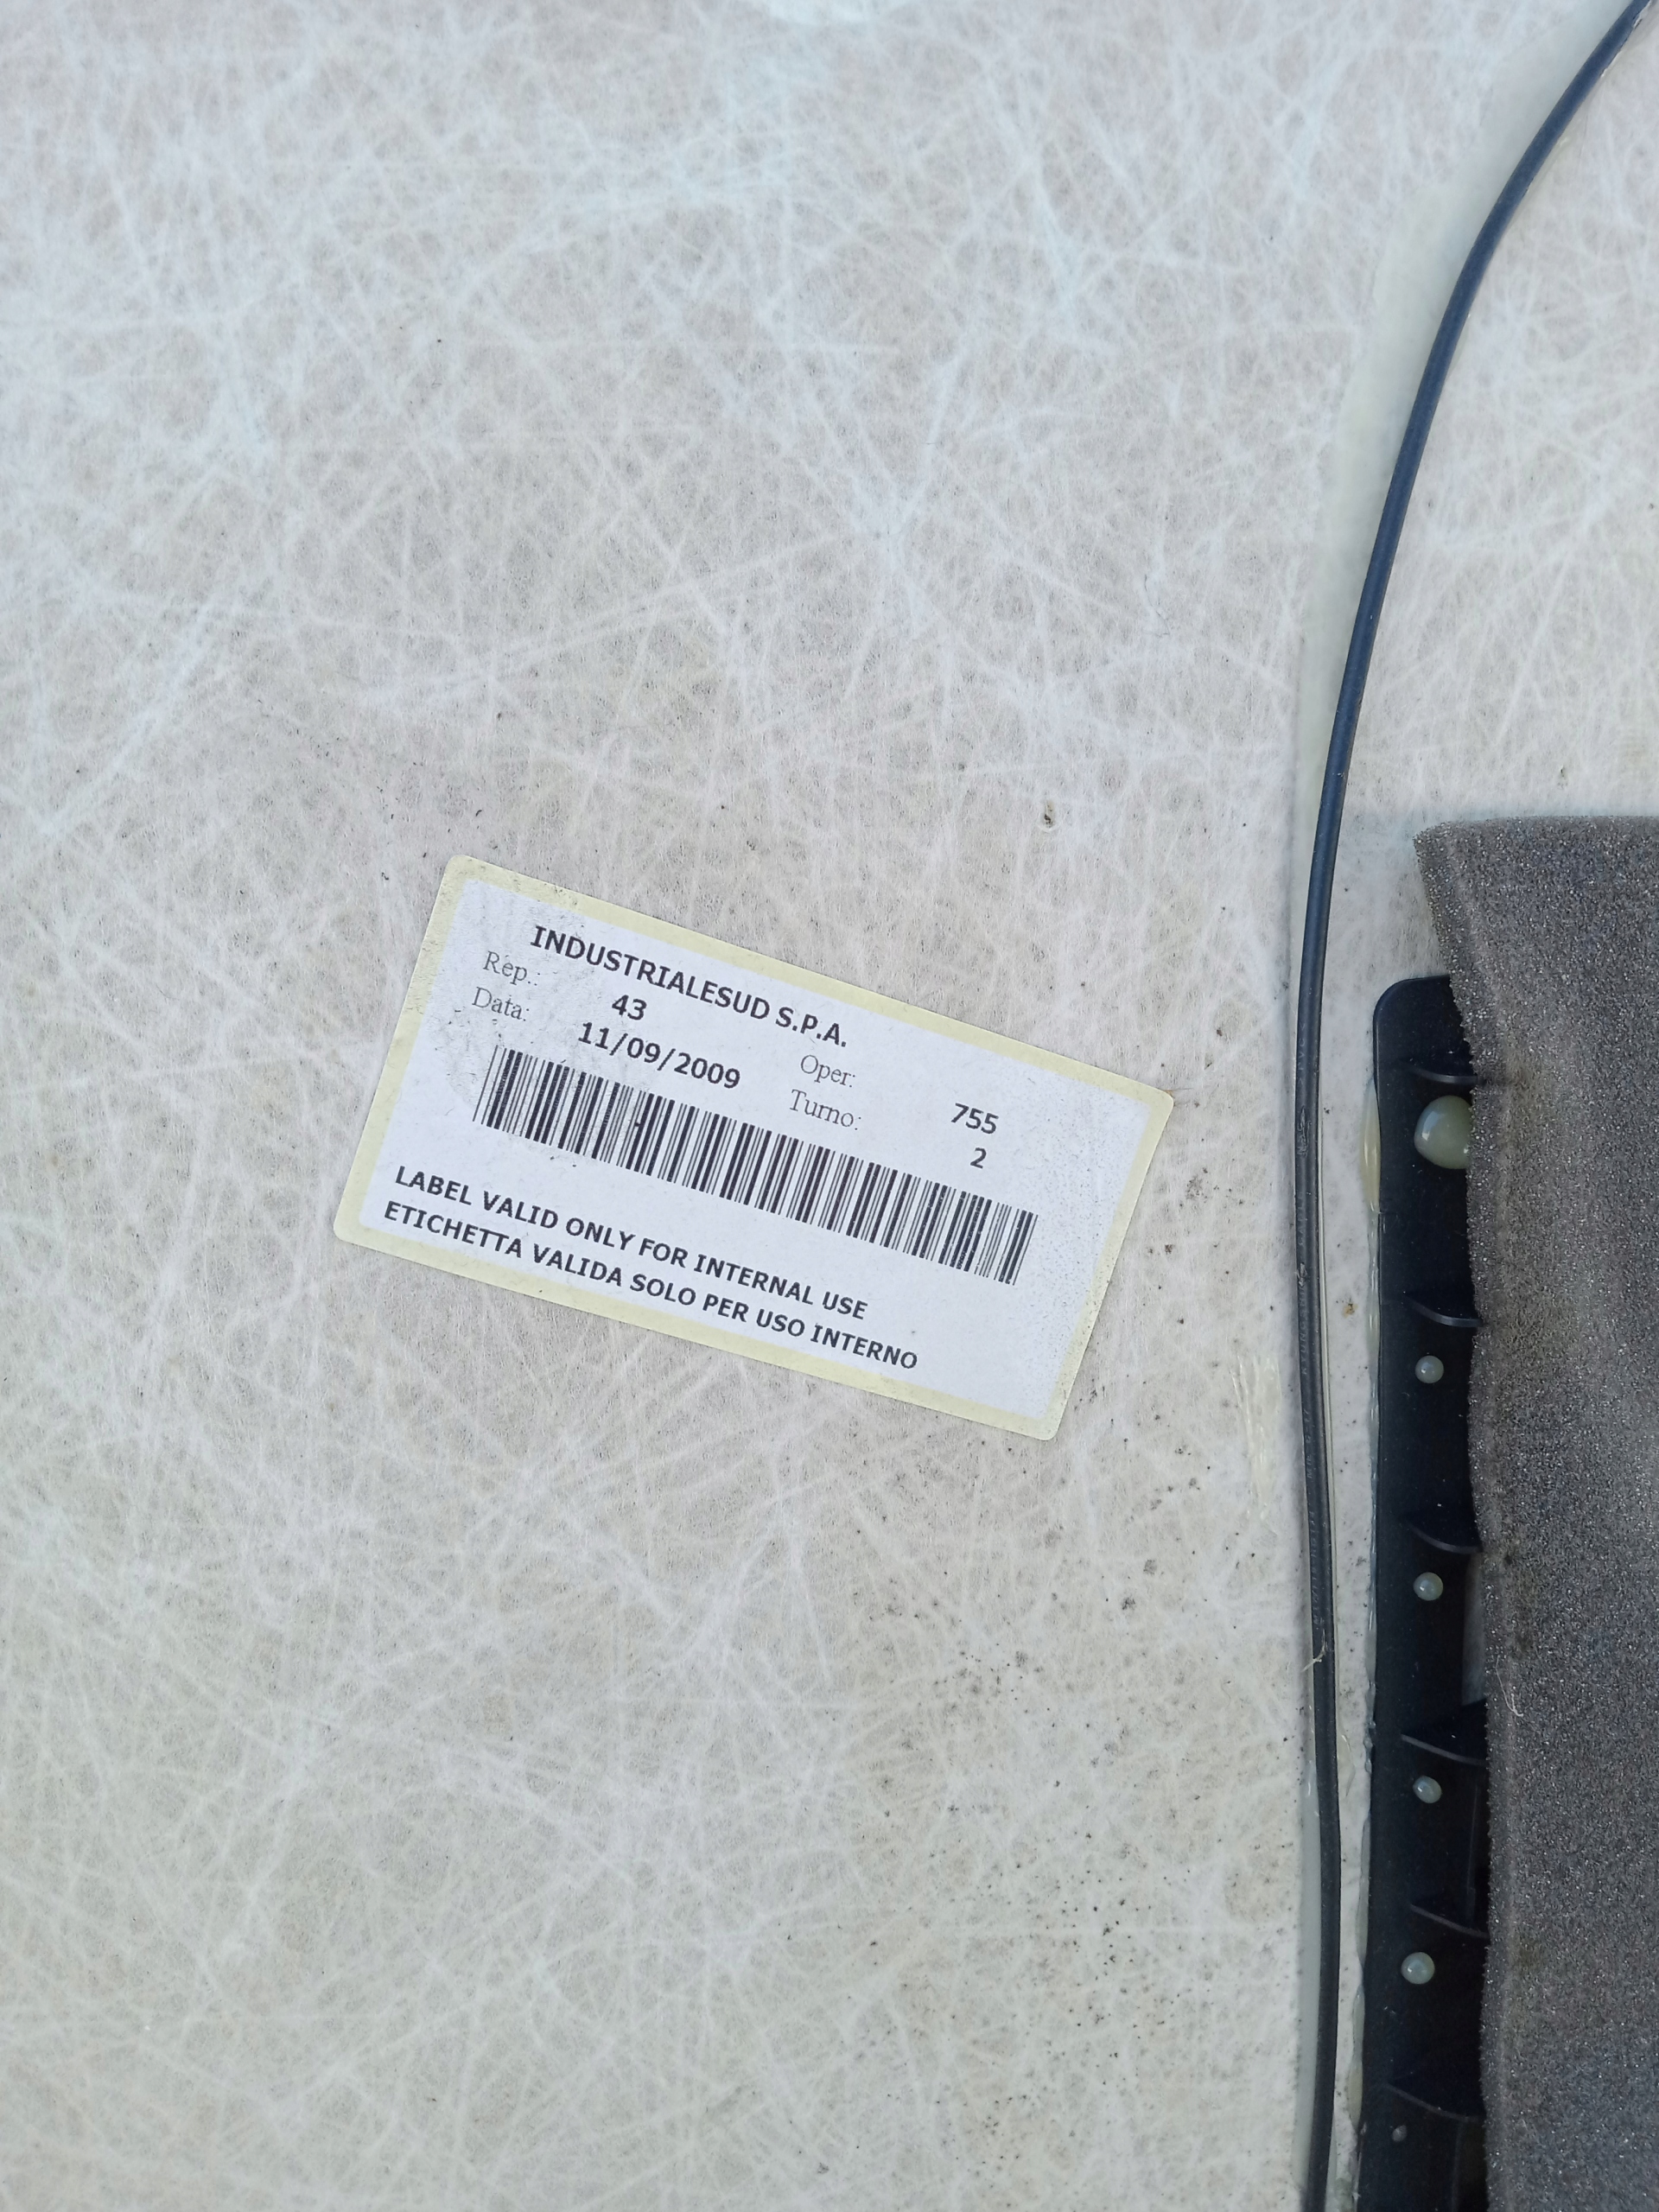 INDUSTRIALESUD S.P.A.
Rep.: 43 Oper: 755
Data: 11/09/2009 Turno: 2
LABEL VALID ONLY FOR INTERNAL USE
ETICHETTA VALIDA SOLO PER USO INTERNO